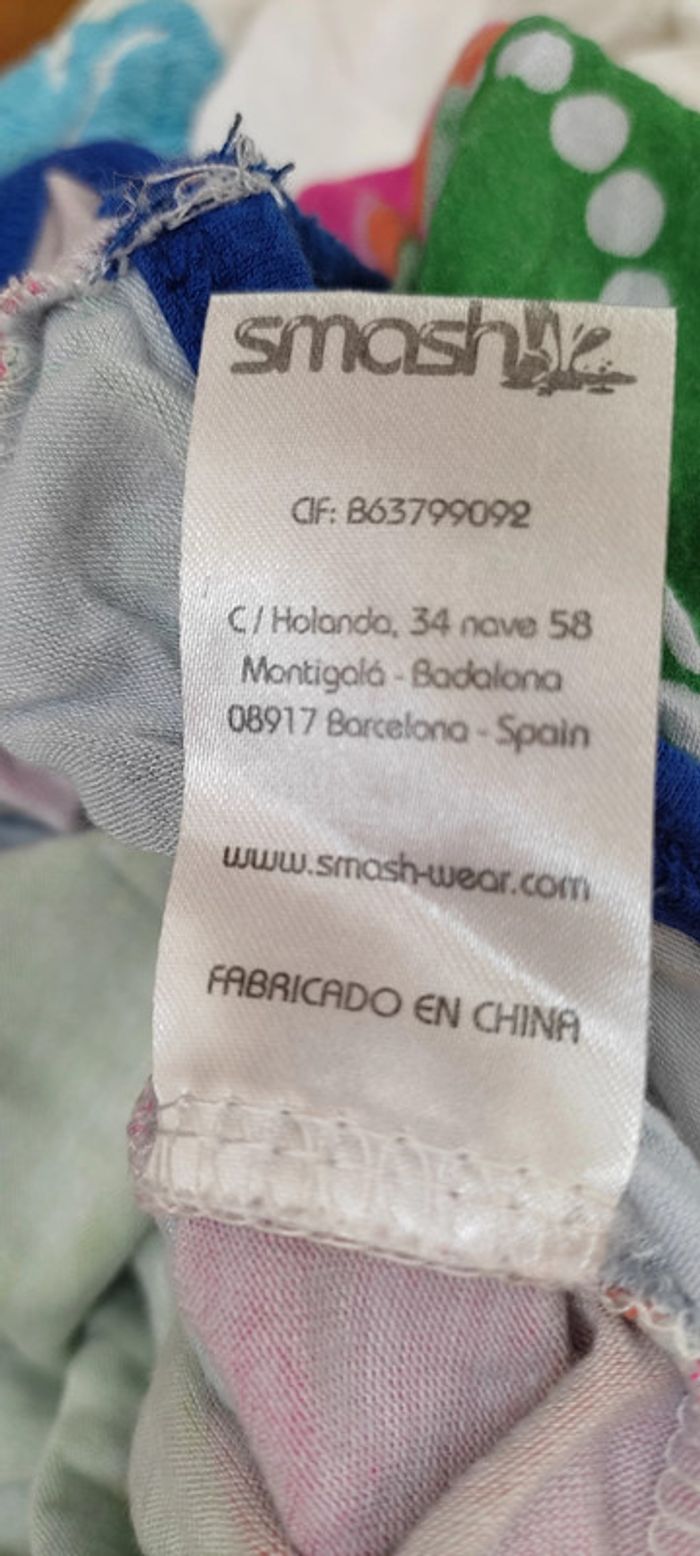 smash
CIF: B63799092
C/Holanda, 34 nave 58
Montigalá - Badalona
08917 Barcelona - Spain
www.smash-wear.com
FABRICADO EN CHINA